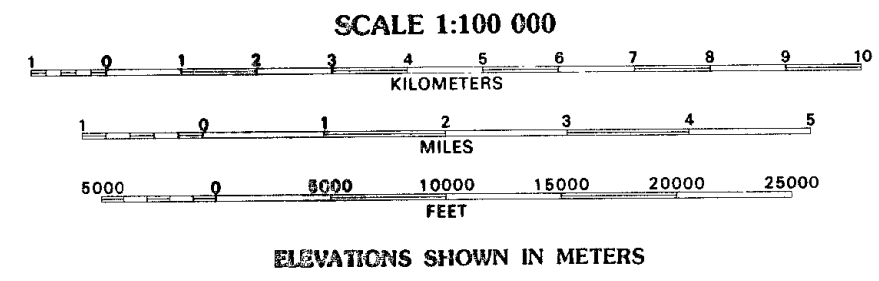 SCALE 1:100 000
1 0 1 2 3 4 5 6 7 8 9 10
KILOMETERS
1 0 1 2 3 4 5
MILES
5000 0 5000 10000 15000 20000 25000
FEET
ELEVATIONS SHOWN IN METERS